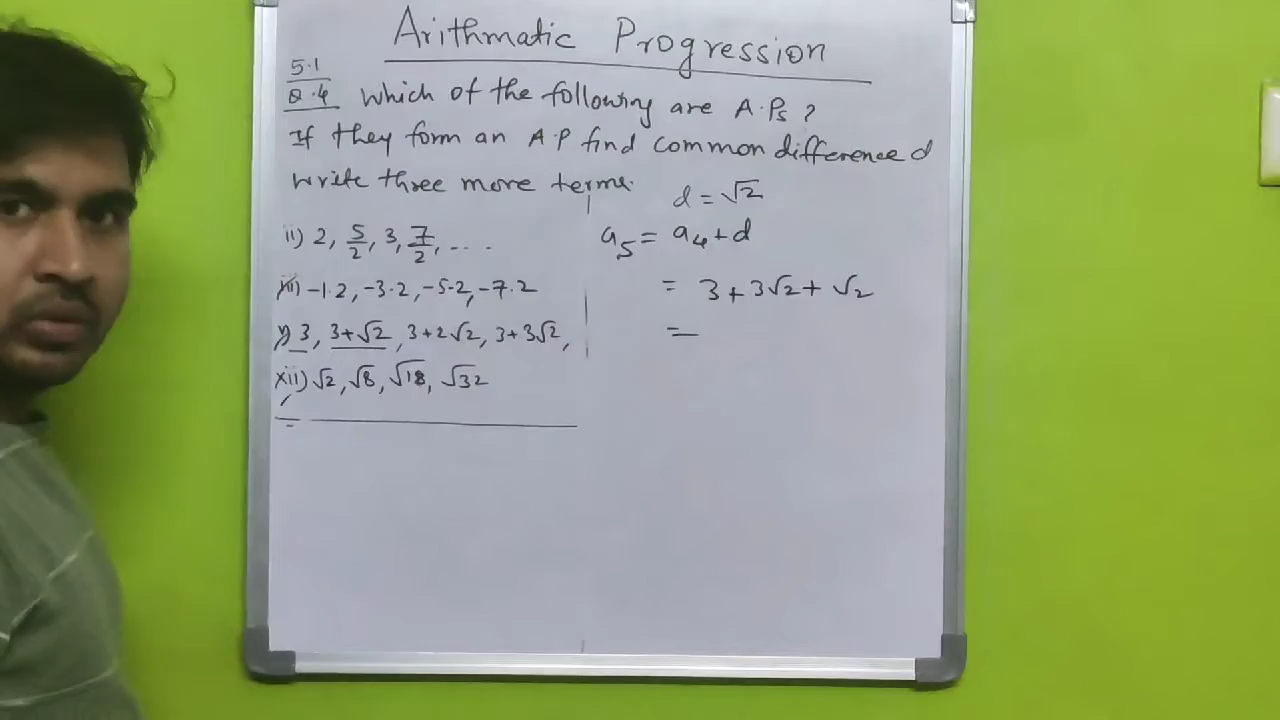 Arithmatic Progression
5.1
Q.4 Which of the following are A.Ps ?
If they form an A.P find common difference d
write three more terms.
ii) 2, 5/2, 3, 7/2, ....
iii) -1.2, -3.2, -5.2, -7.2
v) 3, 3+√2, 3+2√2, 3+3√2,
xii) √2, √8, √18, √32
d = √2
a5 = a4+d
= 3+3√2+√2
=